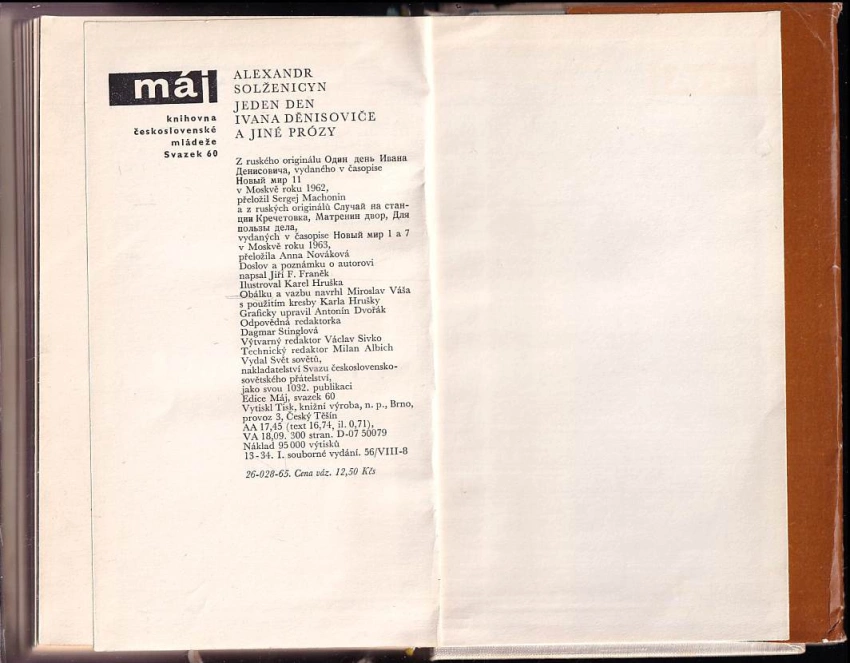 máj
knihovna
československé
mládeže
Svazek 60
ALEXANDR
SOLŽENICYN
JEDEN DEN
IVANA DĚNISOVIČE
A JINÉ PRÓZY
Z ruského originálu Один день Ивана
Денисовича, vydaného v časopise
Новый мир 11
v Moskvě roku 1962,
přeložil Sergej Machonin
a z ruských originálů Случай на стан-
ции Кречетовка, Матренин двор, Для
пользы дела,
vydaných v časopise Новый мир 1 a 7
v Moskvě roku 1963,
přeložila Anna Nováková
Doslov a poznámku o autorovi
napsal Jiří F. Franěk
Ilustroval Karel Hruška
Obálku a vazbu navrhl Miroslav Váša
s použitím kresby Karla Hrušky
Graficky upravil Antonín Dvořák
Odpovědná redaktorka
Dagmar Stinglová
Výtvarný redaktor Václav Sivko
Technický redaktor Milan Albich
Vydal Svět sovětů,
nakladatelství Svazu československo-
sovětského přátelství,
jako svou 1032. publikaci
Edice Máj, svazek 60
Vytiskl Tisk, knižní výroba, n. p., Brno,
provoz 3, Český Těšín
AA 17,45 (text 16,74, il. 0,71),
VA 18,09. 300 stran. D-07 50079
Náklad 95 000 výtisků
13-34. I. souborné vydání. 56/VIII-8
26-028-65. Cena váz. 12,50 Kčs